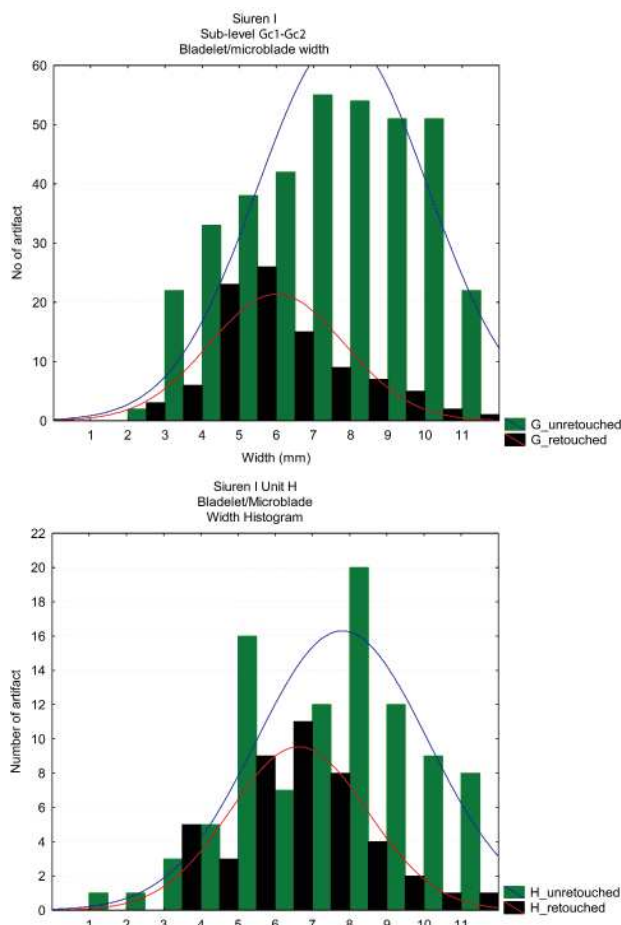 Siuren I
Sub-level Gc1-Gc2
Bladelet/microblade width
60
50
40
30
20
10
0
No of artifact
1 2 3 4 5 6 7 8 9 10 11
Width (mm)
G_unretouched
G_retouched
Siuren I Unit H
Bladelet/Microblade
Width Histogram
22
20
18
16
14
12
10
8
6
4
2
0
Number of artifact
1 2 3 4 5 6 7 8 9 10 11
H_unretouched
H_retouched